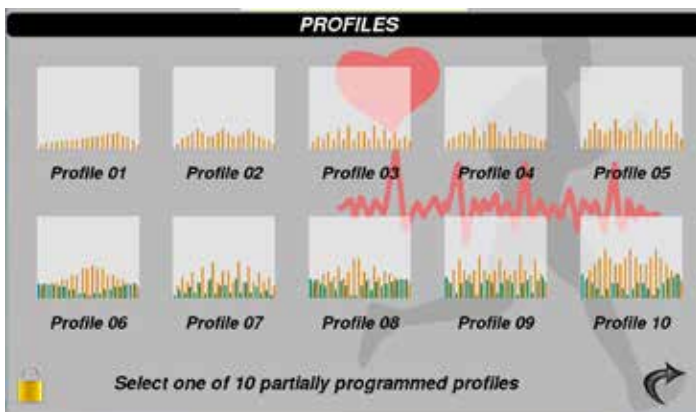 PROFILES
Profile 01 Profile 02 Profile 03 Profile 04 Profile 05
Profile 06 Profile 07 Profile 08 Profile 09 Profile 10
Select one of 10 partially programmed profiles